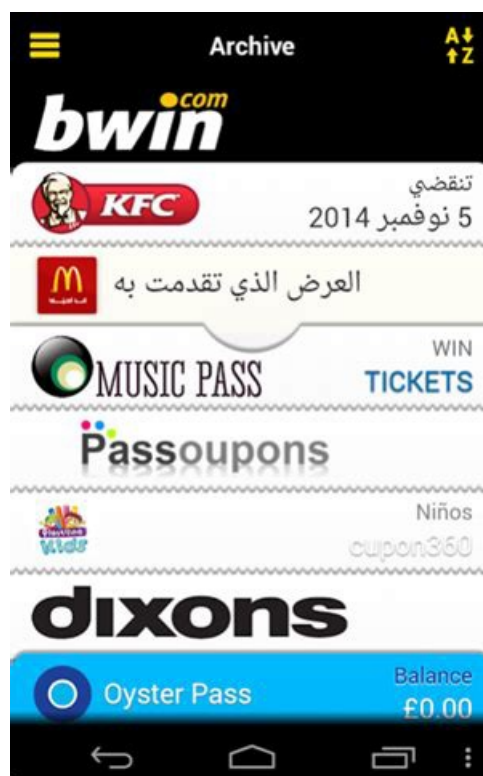 Archive
A
Z
bwin.com
KFC
تنقضي
5 نوفمبر 2014
العرض الذي تقدمت به
MUSIC PASS
WIN
TICKETS
Passoupons
Kids
Niños
cupon360
dixons
Oyster Pass
Balance
£0.00